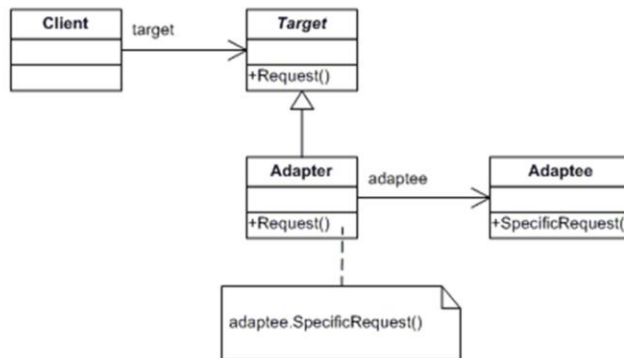 Client
target
Target
+Request()
Adapter
adaptee
Adaptee
+Request()
+SpecificRequest(
adaptee.SpecificRequest()